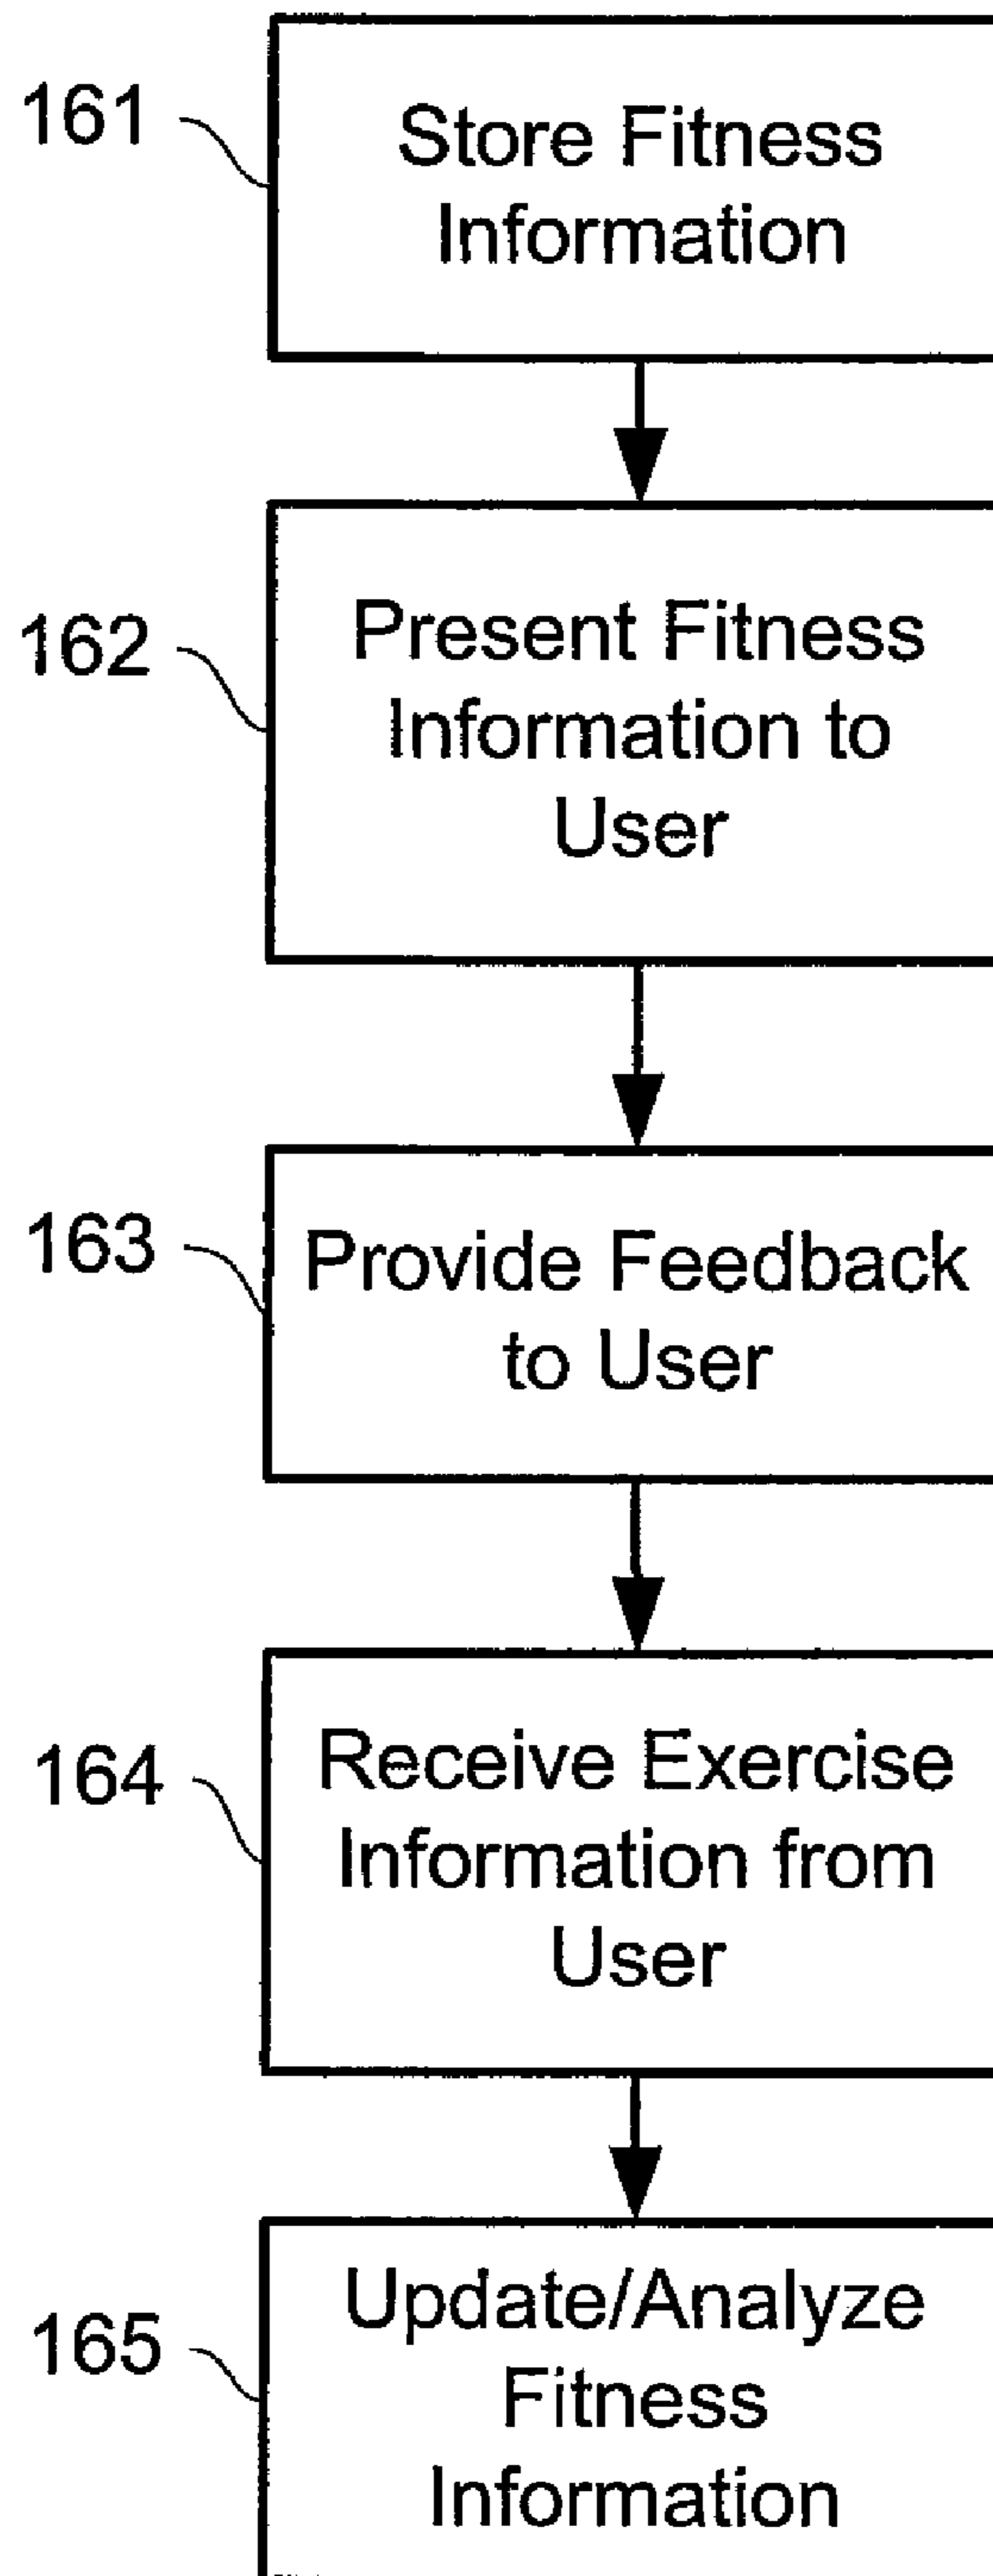 161
Store Fitness
Information
162
Present Fitness
Information to
User
163
Provide Feedback
to User
164
Receive Exercise
Information from
User
165
Update/Analyze
Fitness
Information